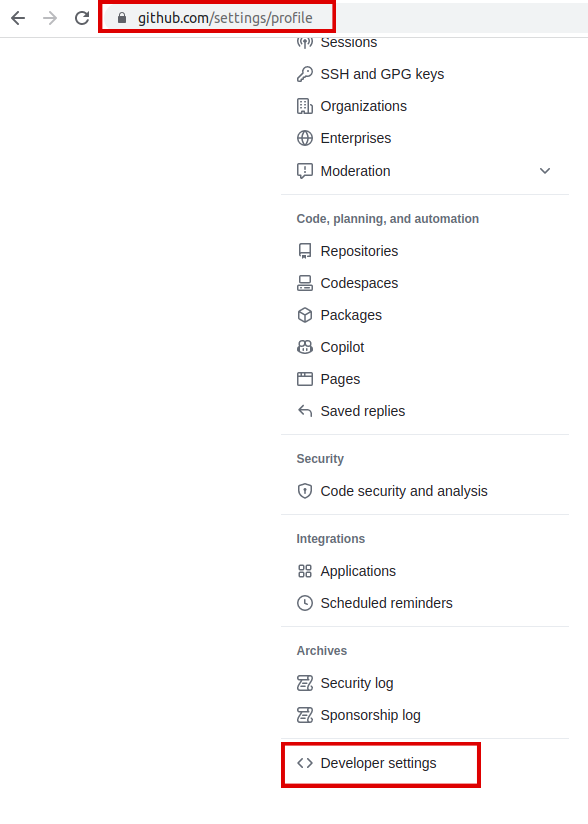 github.com/settings/profile
Sessions
SSH and GPG keys
Organizations
Enterprises
Moderation
Code, planning, and automation
Repositories
Codespaces
Packages
Copilot
Pages
Saved replies
Security
Code security and analysis
Integrations
Applications
Scheduled reminders
Archives
Security log
Sponsorship log
Developer settings